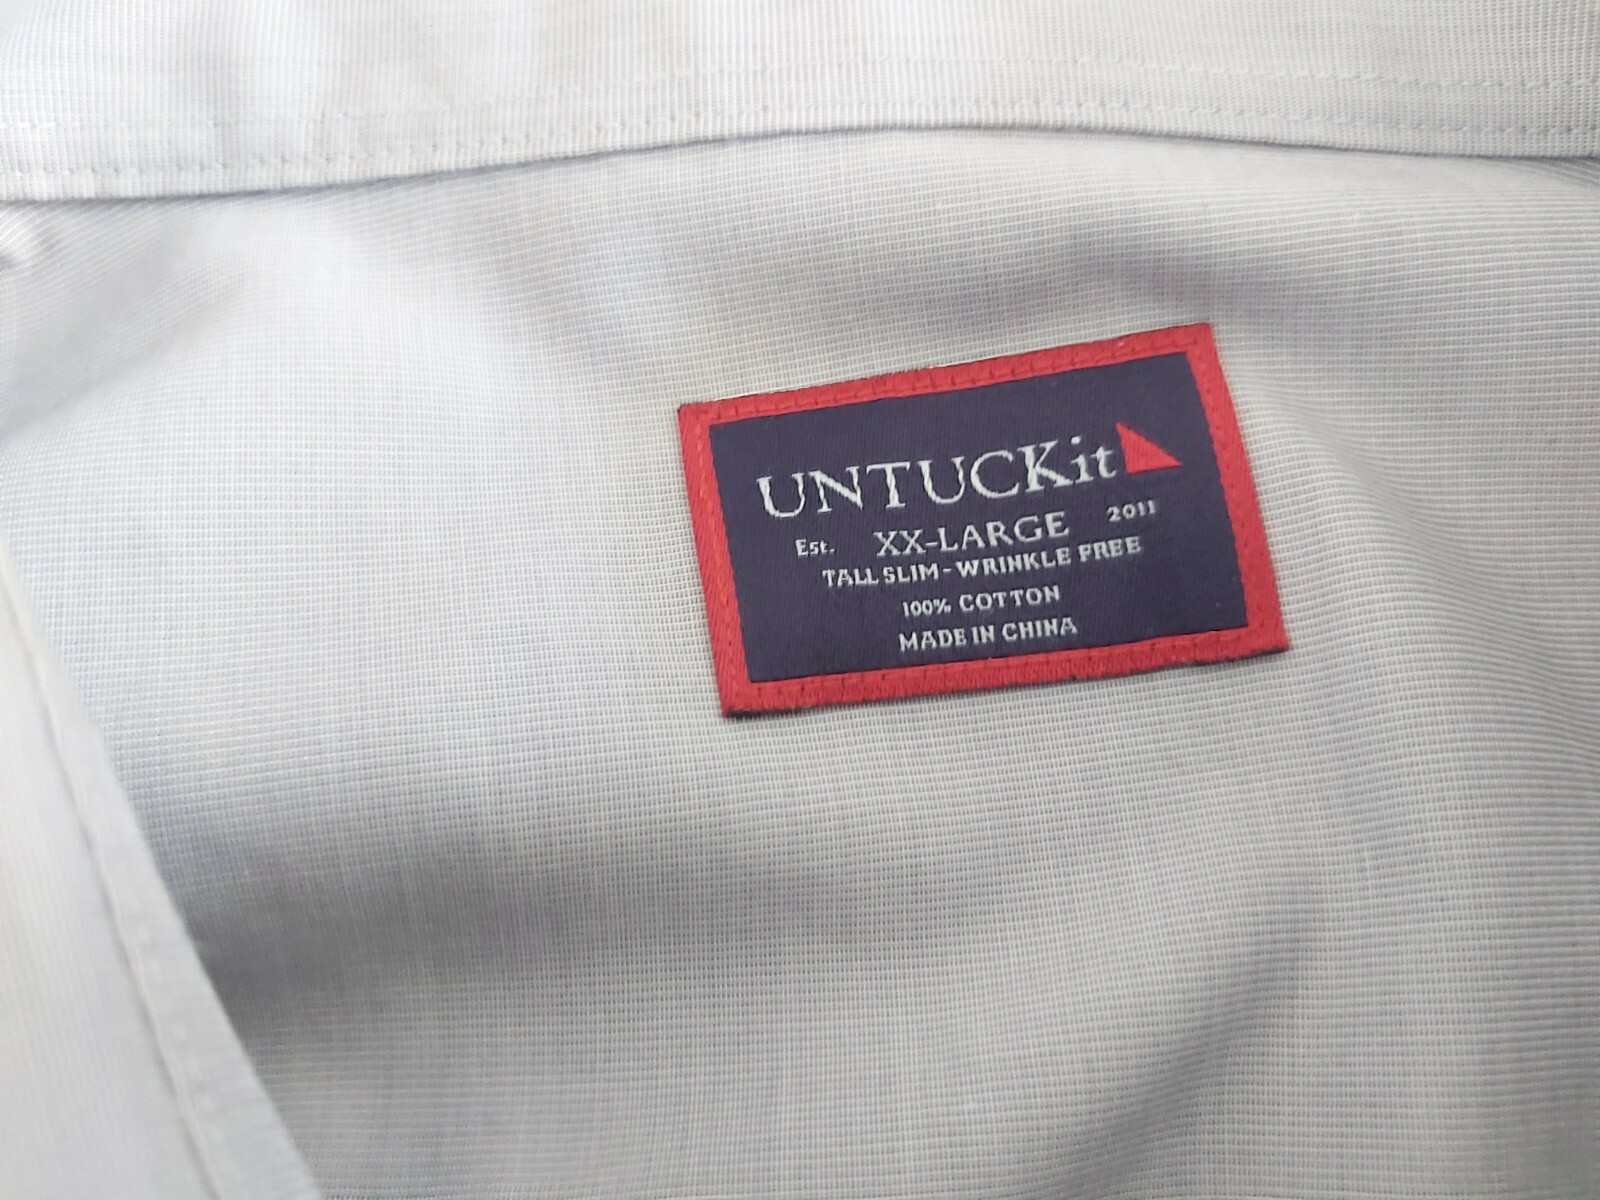 UNTUCKit
Est. XX-LARGE 2011
TALL SLIM - WRINKLE FREE
100% COTTON
MADE IN CHINA